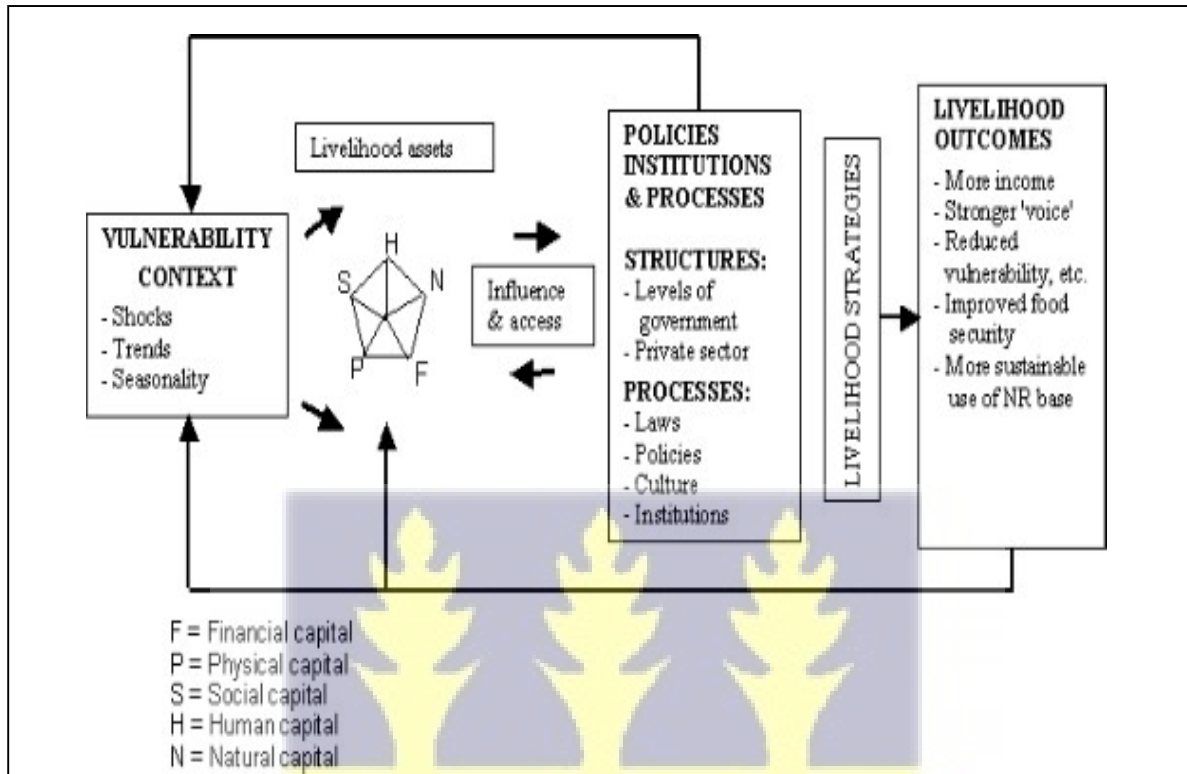 Livelihood assets
VULNERABILITY
CONTEXT
- Shocks
- Trends
- Seasonality
H
S
N
P
F
Influence
& access
POLICIES
INSTITUTIONS
& PROCESSES
STRUCTURES:
- Levels of
government
- Private sector
PROCESSES:
- Laws
- Policies
- Culture
- Institutions
LIVELIHOOD STRATEGIES
LIVELIHOOD
OUTCOMES
- More income
- Stronger 'voice'
- Reduced
vulnerability, etc.
- Improved food
security
- More sustainable
use of NR base
F = Financial capital
P = Physical capital
S = Social capital
H = Human capital
N = Natural capital